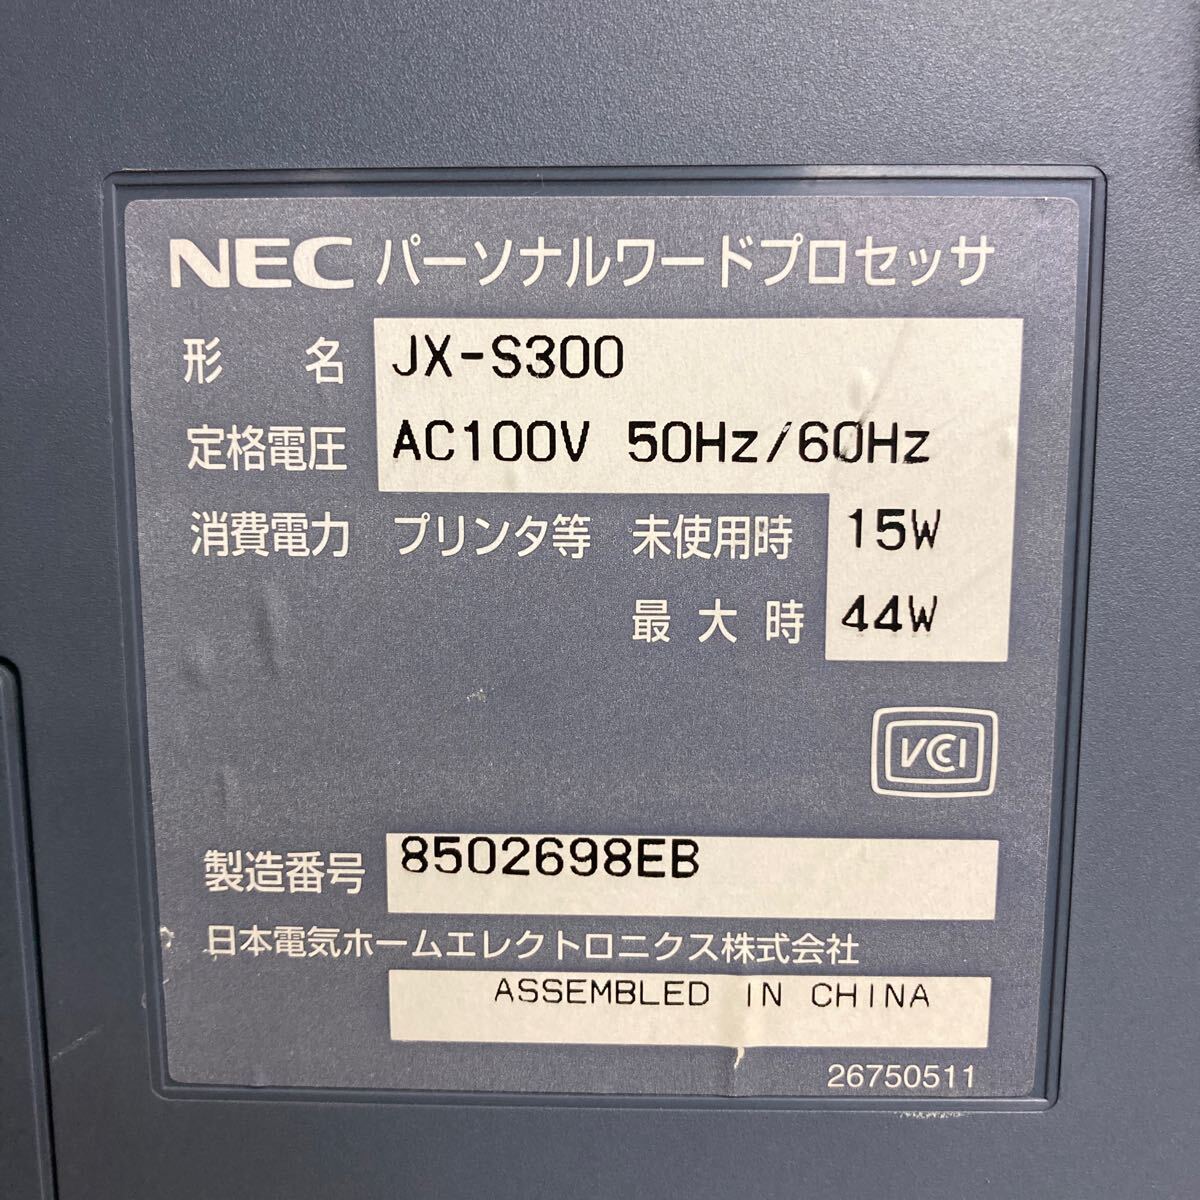 NEC パーソナルワードプロセッサ
形名 JX-S300
定格電圧 AC100V 50Hz/60Hz
消費電力 プリンタ等 未使用時 15W
最大時 44W
VCCI
製造番号 8502698EB
日本電気ホームエレクトロニクス株式会社
ASSEMBLED IN CHINA
26750511